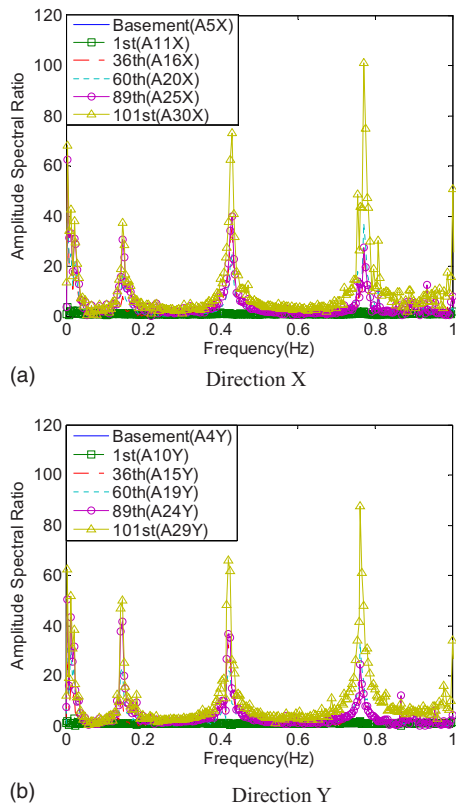 120
100
80
60
40
20
0
Amplitude Spectral Ratio
Basement(A5X)
1st(A11X)
36th(A16X)
60th(A20X)
89th(A25X)
101st(A30X)
0 0.2 0.4 0.6 0.8 1
Frequency(Hz)
(a) Direction X
120
100
80
60
40
20
0
Amplitude Spectral Ratio
Basement(A4Y)
1st(A10Y)
36th(A15Y)
60th(A19Y)
89th(A24Y)
101st(A29Y)
0 0.2 0.4 0.6 0.8 1
Frequency(Hz)
(b) Direction Y